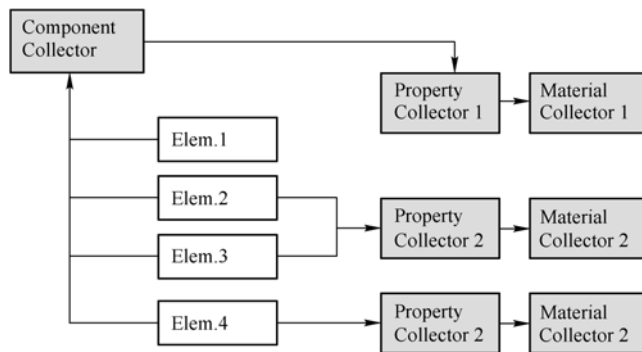 Component
Collector
Property
Collector 1
Material
Collector 1
Elem.1
Elem.2
Elem.3
Property
Collector 2
Material
Collector 2
Elem.4
Property
Collector 2
Material
Collector 2